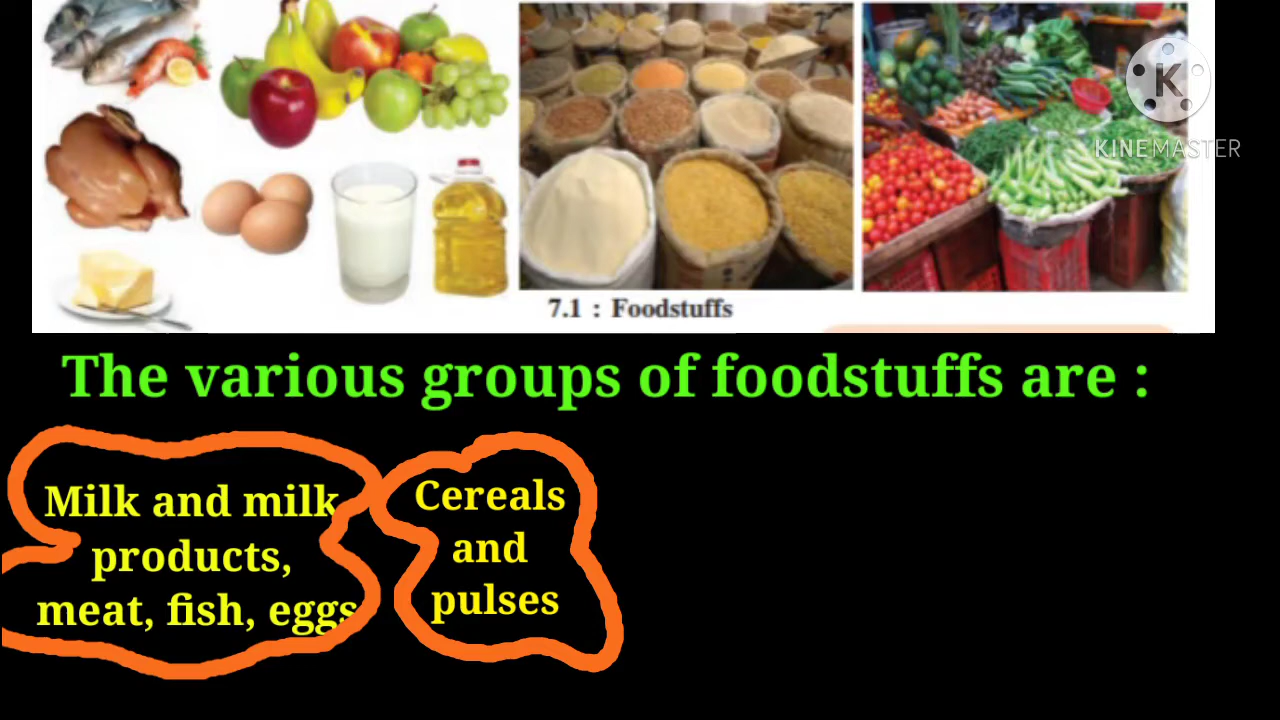 K
KINEMASTER
7.1 : Foodstuffs
The various groups of foodstuffs are :
Milk and milk
products,
meat, fish, eggs
Cereals
and
pulses